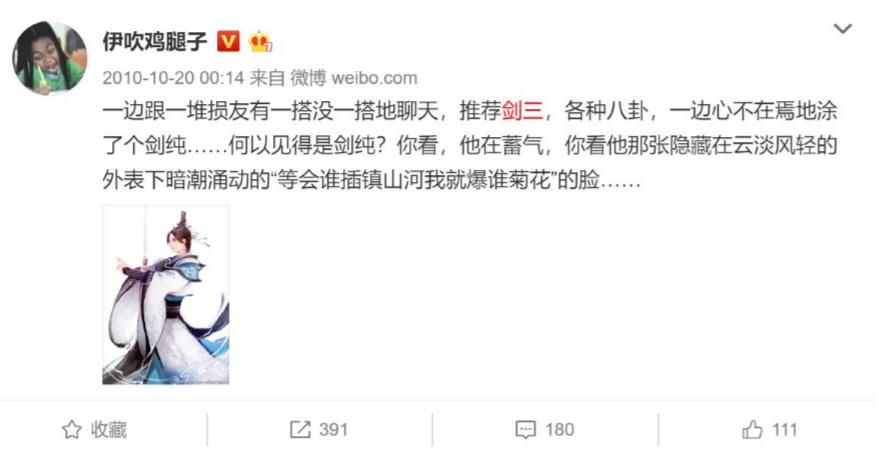 伊吹鸡腿子
2010-10-20 00:14 来自 微博 weibo.com
一边跟一堆损友有一搭没一搭地聊天，推荐剑三，各种八卦，一边心不在焉地涂
了个剑纯……何以见得是剑纯？你看，他在蓄气，你看他那张隐藏在云淡风轻的
外表下暗潮涌动的“等会谁插镇山河我就爆谁菊花”的脸……
收藏 391 180 111